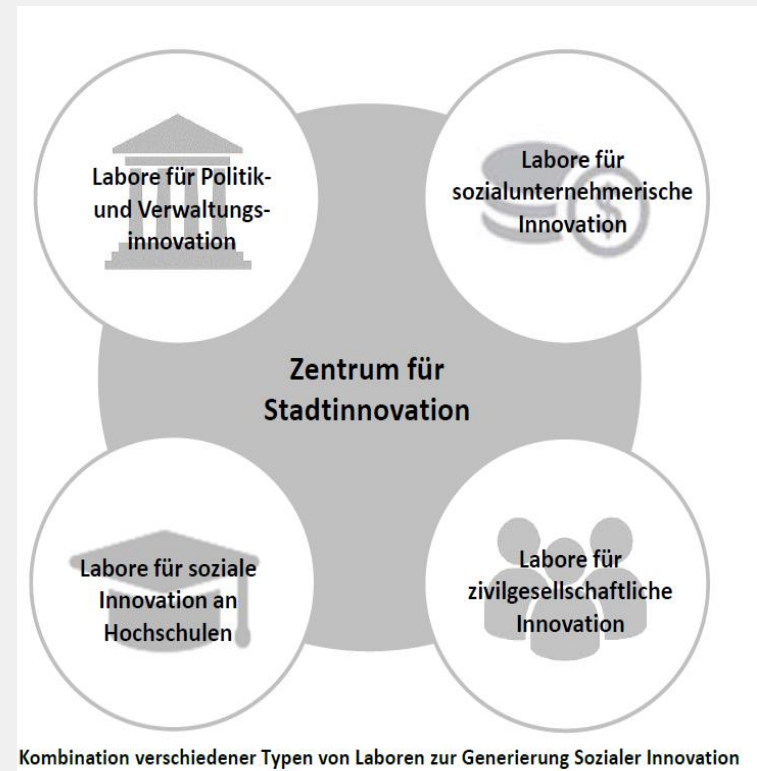 Labore für Politik-
und Verwaltungs-
innovation
Labore für
sozialunternehmerische
Innovation
Zentrum für
Stadtinnovation
Labore für soziale
Innovation an
Hochschulen
Labore für
zivilgesellschaftliche
Innovation
Kombination verschiedener Typen von Laboren zur Generierung Sozialer Innovation